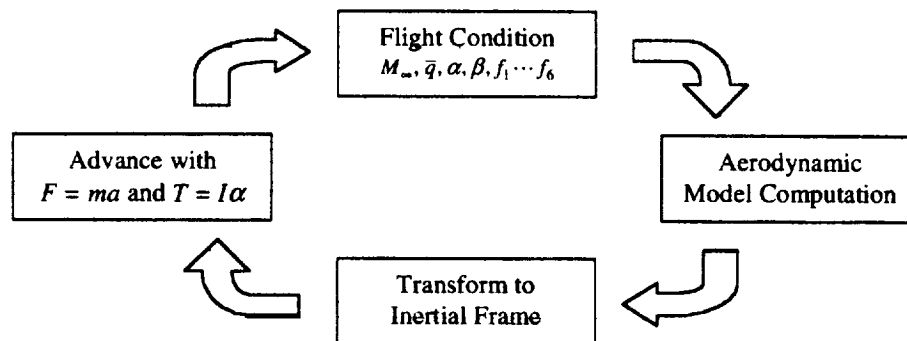 Flight Condition
M∞, q̄, α, β, f₁ ⋯ f₆
Aerodynamic
Model Computation
Transform to
Inertial Frame
Advance with
F = ma and T = Iα